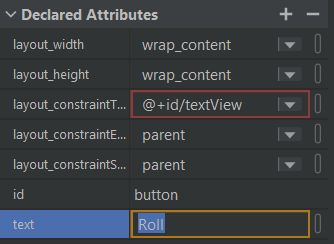 Declared Attributes + −
layout_width wrap_content
layout_height wrap_content
layout_constraintT... @+id/textView
layout_constraintE... parent
layout_constraintS... parent
id button
text Roll